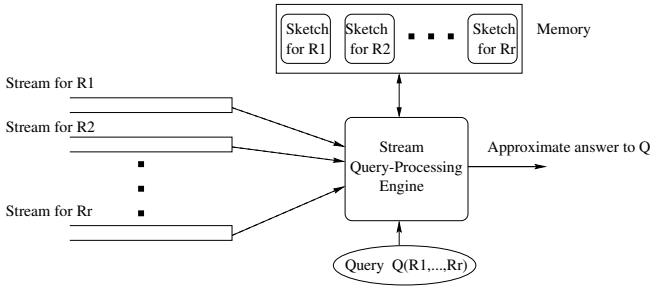 Sketch Sketch Sketch
for R1 for R2 for Rr
Memory
Stream for R1
Stream for R2
Stream for Rr
Stream
Query-Processing
Engine
Approximate answer to Q
Query Q(R1,...,Rr)